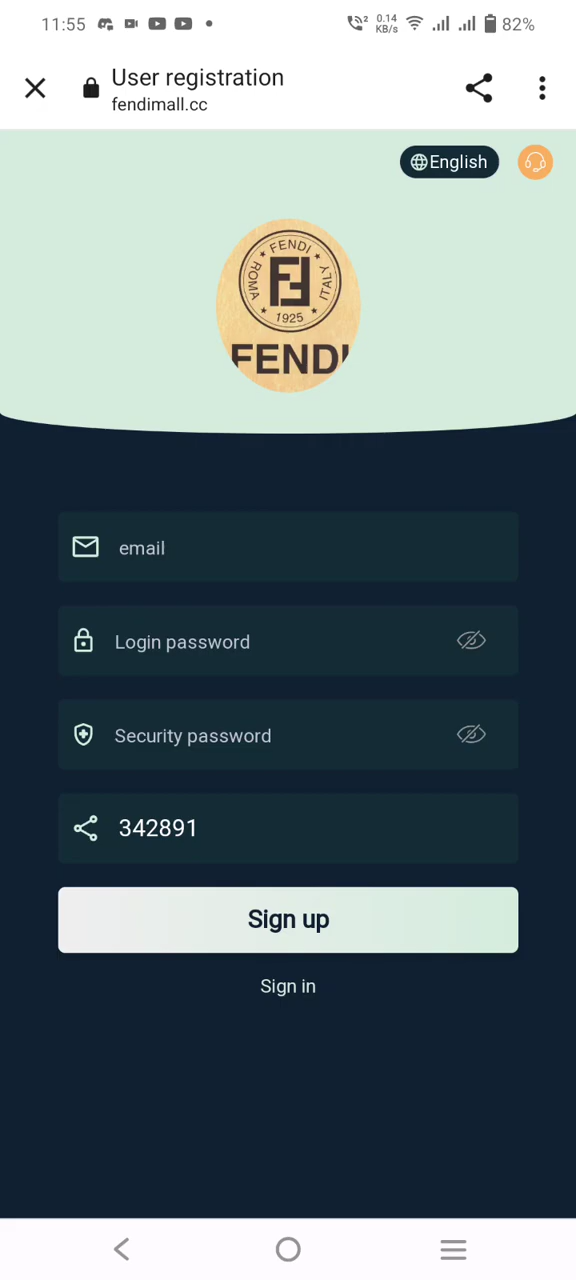 11:55
0.14
KB/s
82%
User registration
fendimall.cc
English
FENDI
ROMA
ITALY
1925
FENDI
email
Login password
Security password
342891
Sign up
Sign in